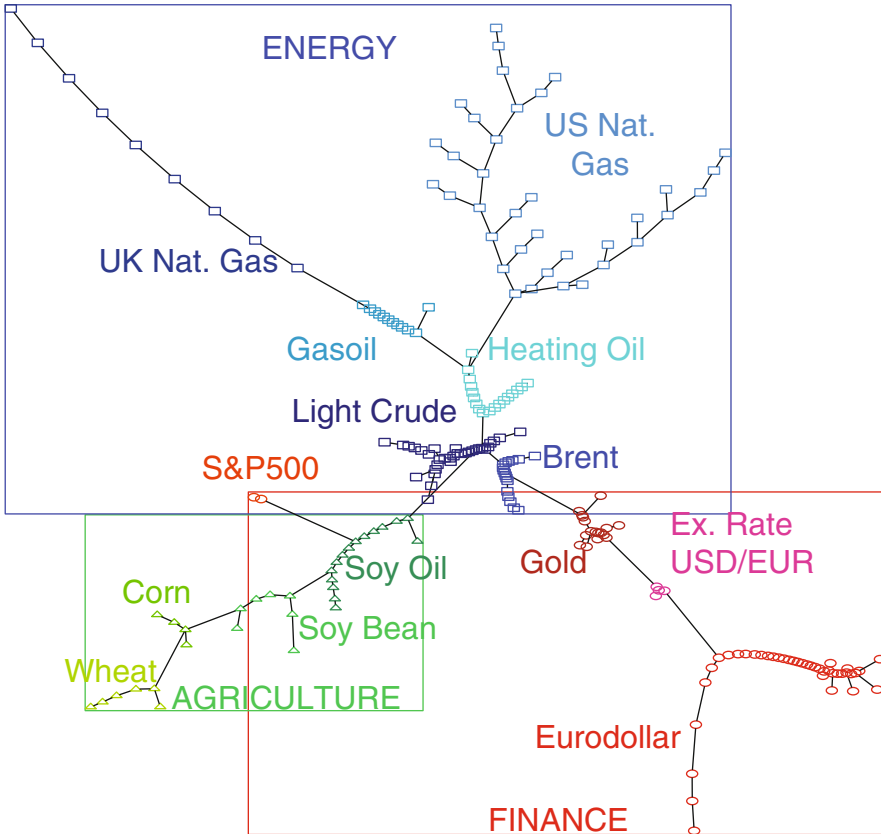 ENERGY
US Nat.
Gas
UK Nat. Gas
Gasoil
Heating Oil
Light Crude
S&P500
Brent
Ex. Rate
USD/EUR
Gold
Soy Oil
Corn
Soy Bean
Wheat
AGRICULTURE
Eurodollar
FINANCE